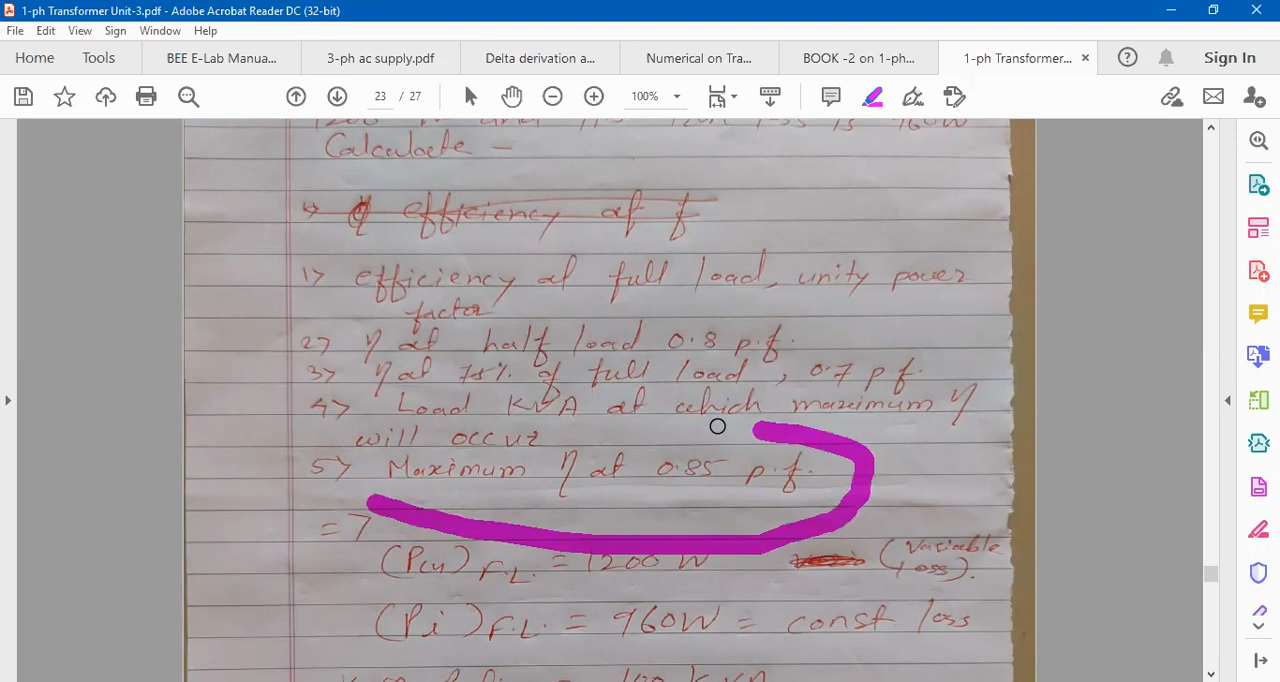 1-ph Transformer Unit-3.pdf - Adobe Acrobat Reader DC (32-bit)
File Edit View Sign Window Help
Home Tools BEE E-Lab Manua... 3-ph ac supply.pdf Delta derivation a... Numerical on Tra... BOOK -2 on 1-ph... 1-ph Transformer... Sign In
23 / 27 100%
Calculate -
efficiency at f
1> efficiency at full load, unity power
factor
2> η at half load 0.8 p.f.
3> η at 75% of full load, 0.7 p f.
4> Load KVA at which maximum η
will occur
5> Maximum η at 0.85 p.f.
=>
(Pcu) F.L. = 1200 W (Variable
Loss).
(Pi) F.L. = 960W = const loss